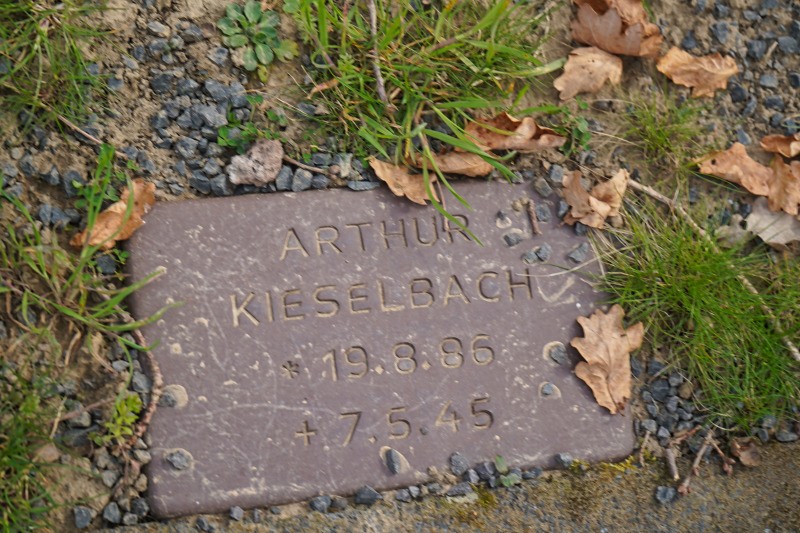 ARTHUR
KIESELBACH
* 19.8.86
+ 7.5.45